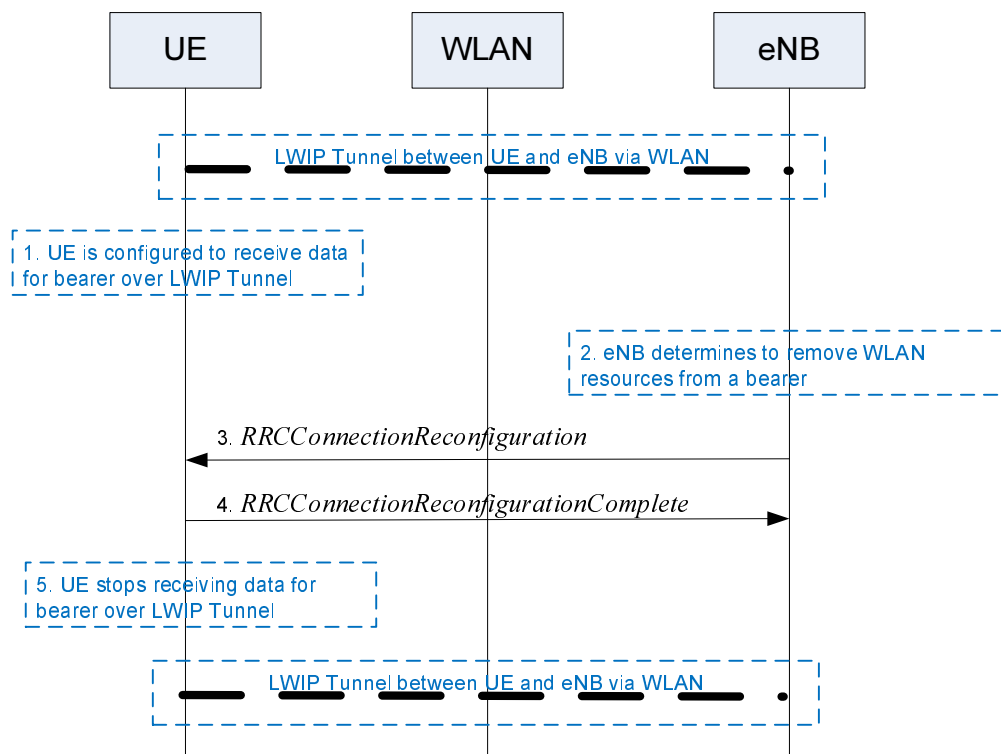 UE
WLAN
eNB
LWIP Tunnel between UE and eNB via WLAN
1. UE is configured to receive data
for bearer over LWIP Tunnel
2. eNB determines to remove WLAN
resources from a bearer
3. RRCConnectionReconfiguration
4. RRCConnectionReconfigurationComplete
5. UE stops receiving data for
bearer over LWIP Tunnel
LWIP Tunnel between UE and eNB via WLAN